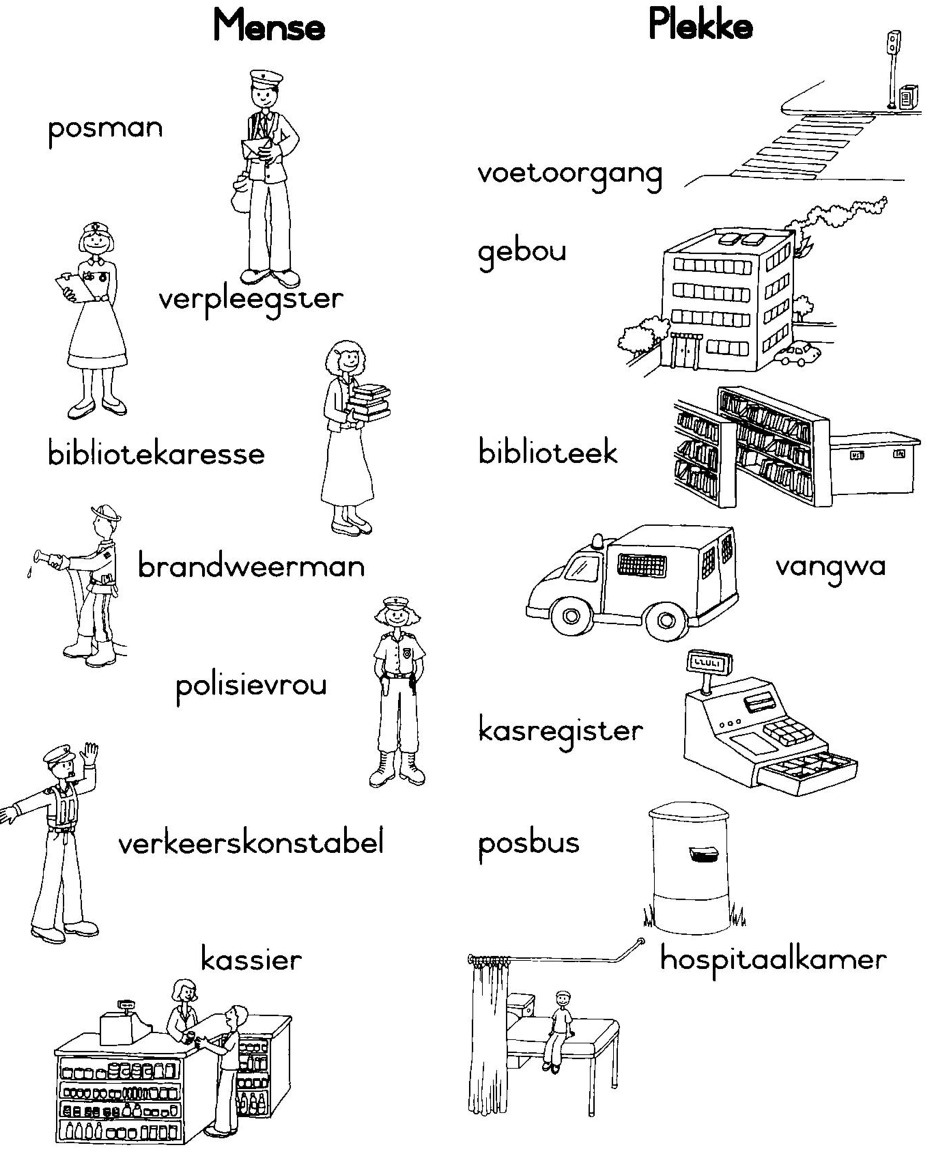 Mense
posman
verpleegster
bibliotekaresse
brandweerman
polisievrou
verkeerskonstabel
kassier
Plekke
voetoorgang
gebou
biblioteek
vangwa
kasregister
posbus
hospitaalkamer